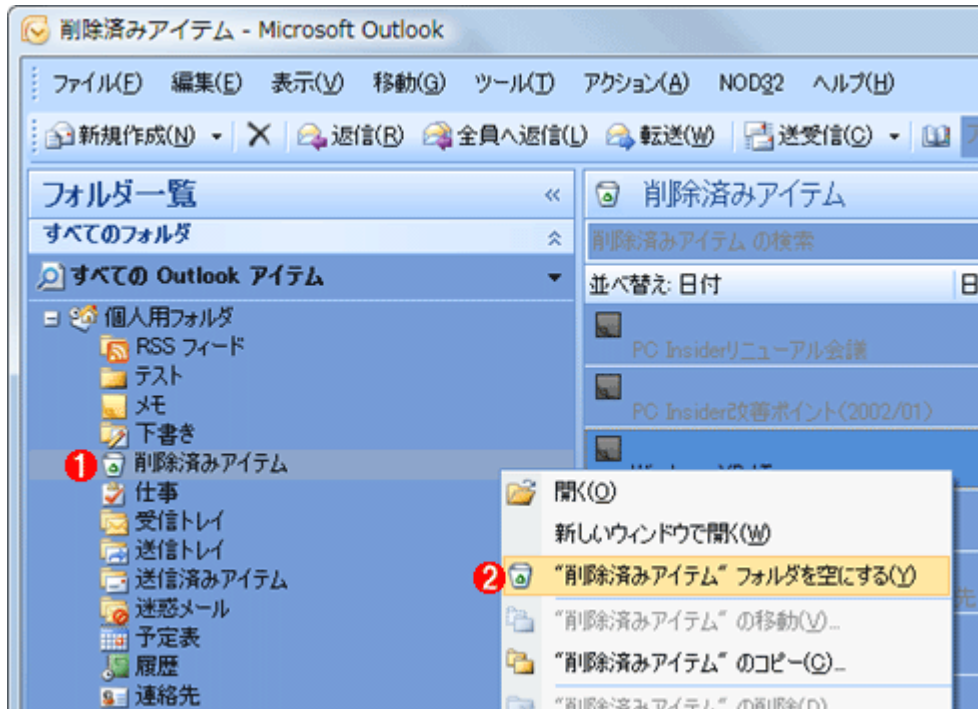 削除済みアイテム - Microsoft Outlook
ファイル(F) 編集(E) 表示(V) 移動(G) ツール(T) アクション(A) NOD32 ヘルプ(H)
新規作成(N) 返信(R) 全員へ返信(L) 転送(W) 送受信(C)
フォルダ一覧
すべてのフォルダ
すべての Outlook アイテム
個人用フォルダ
RSS フィード
テスト
メモ
下書き
1 削除済みアイテム
仕事
受信トレイ
送信トレイ
送信済みアイテム
迷惑メール
予定表
履歴
連絡先
削除済みアイテム
削除済みアイテム の検索
並べ替え: 日付 日
PC Insiderリニューアル会議
PC Insider改善ポイント(2002/01)
開く(O)
新しいウィンドウで開く(W)
2 "削除済みアイテム" フォルダを空にする(Y)
"削除済みアイテム" の移動(V)...
"削除済みアイテム" のコピー(C)...
"削除済みアイテム" の削除(D)
先